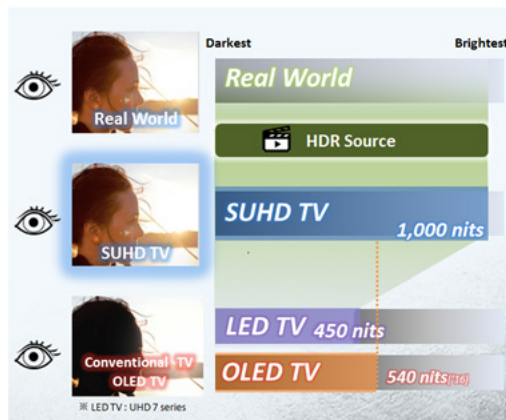 Darkest
Brightest
Real World
Real World
HDR Source
SUHD TV
SUHD TV
1,000 nits
LED TV 450 nits
Conventional TV
OLED TV
OLED TV
540 nits('16)
※ LED TV : UHD 7 series